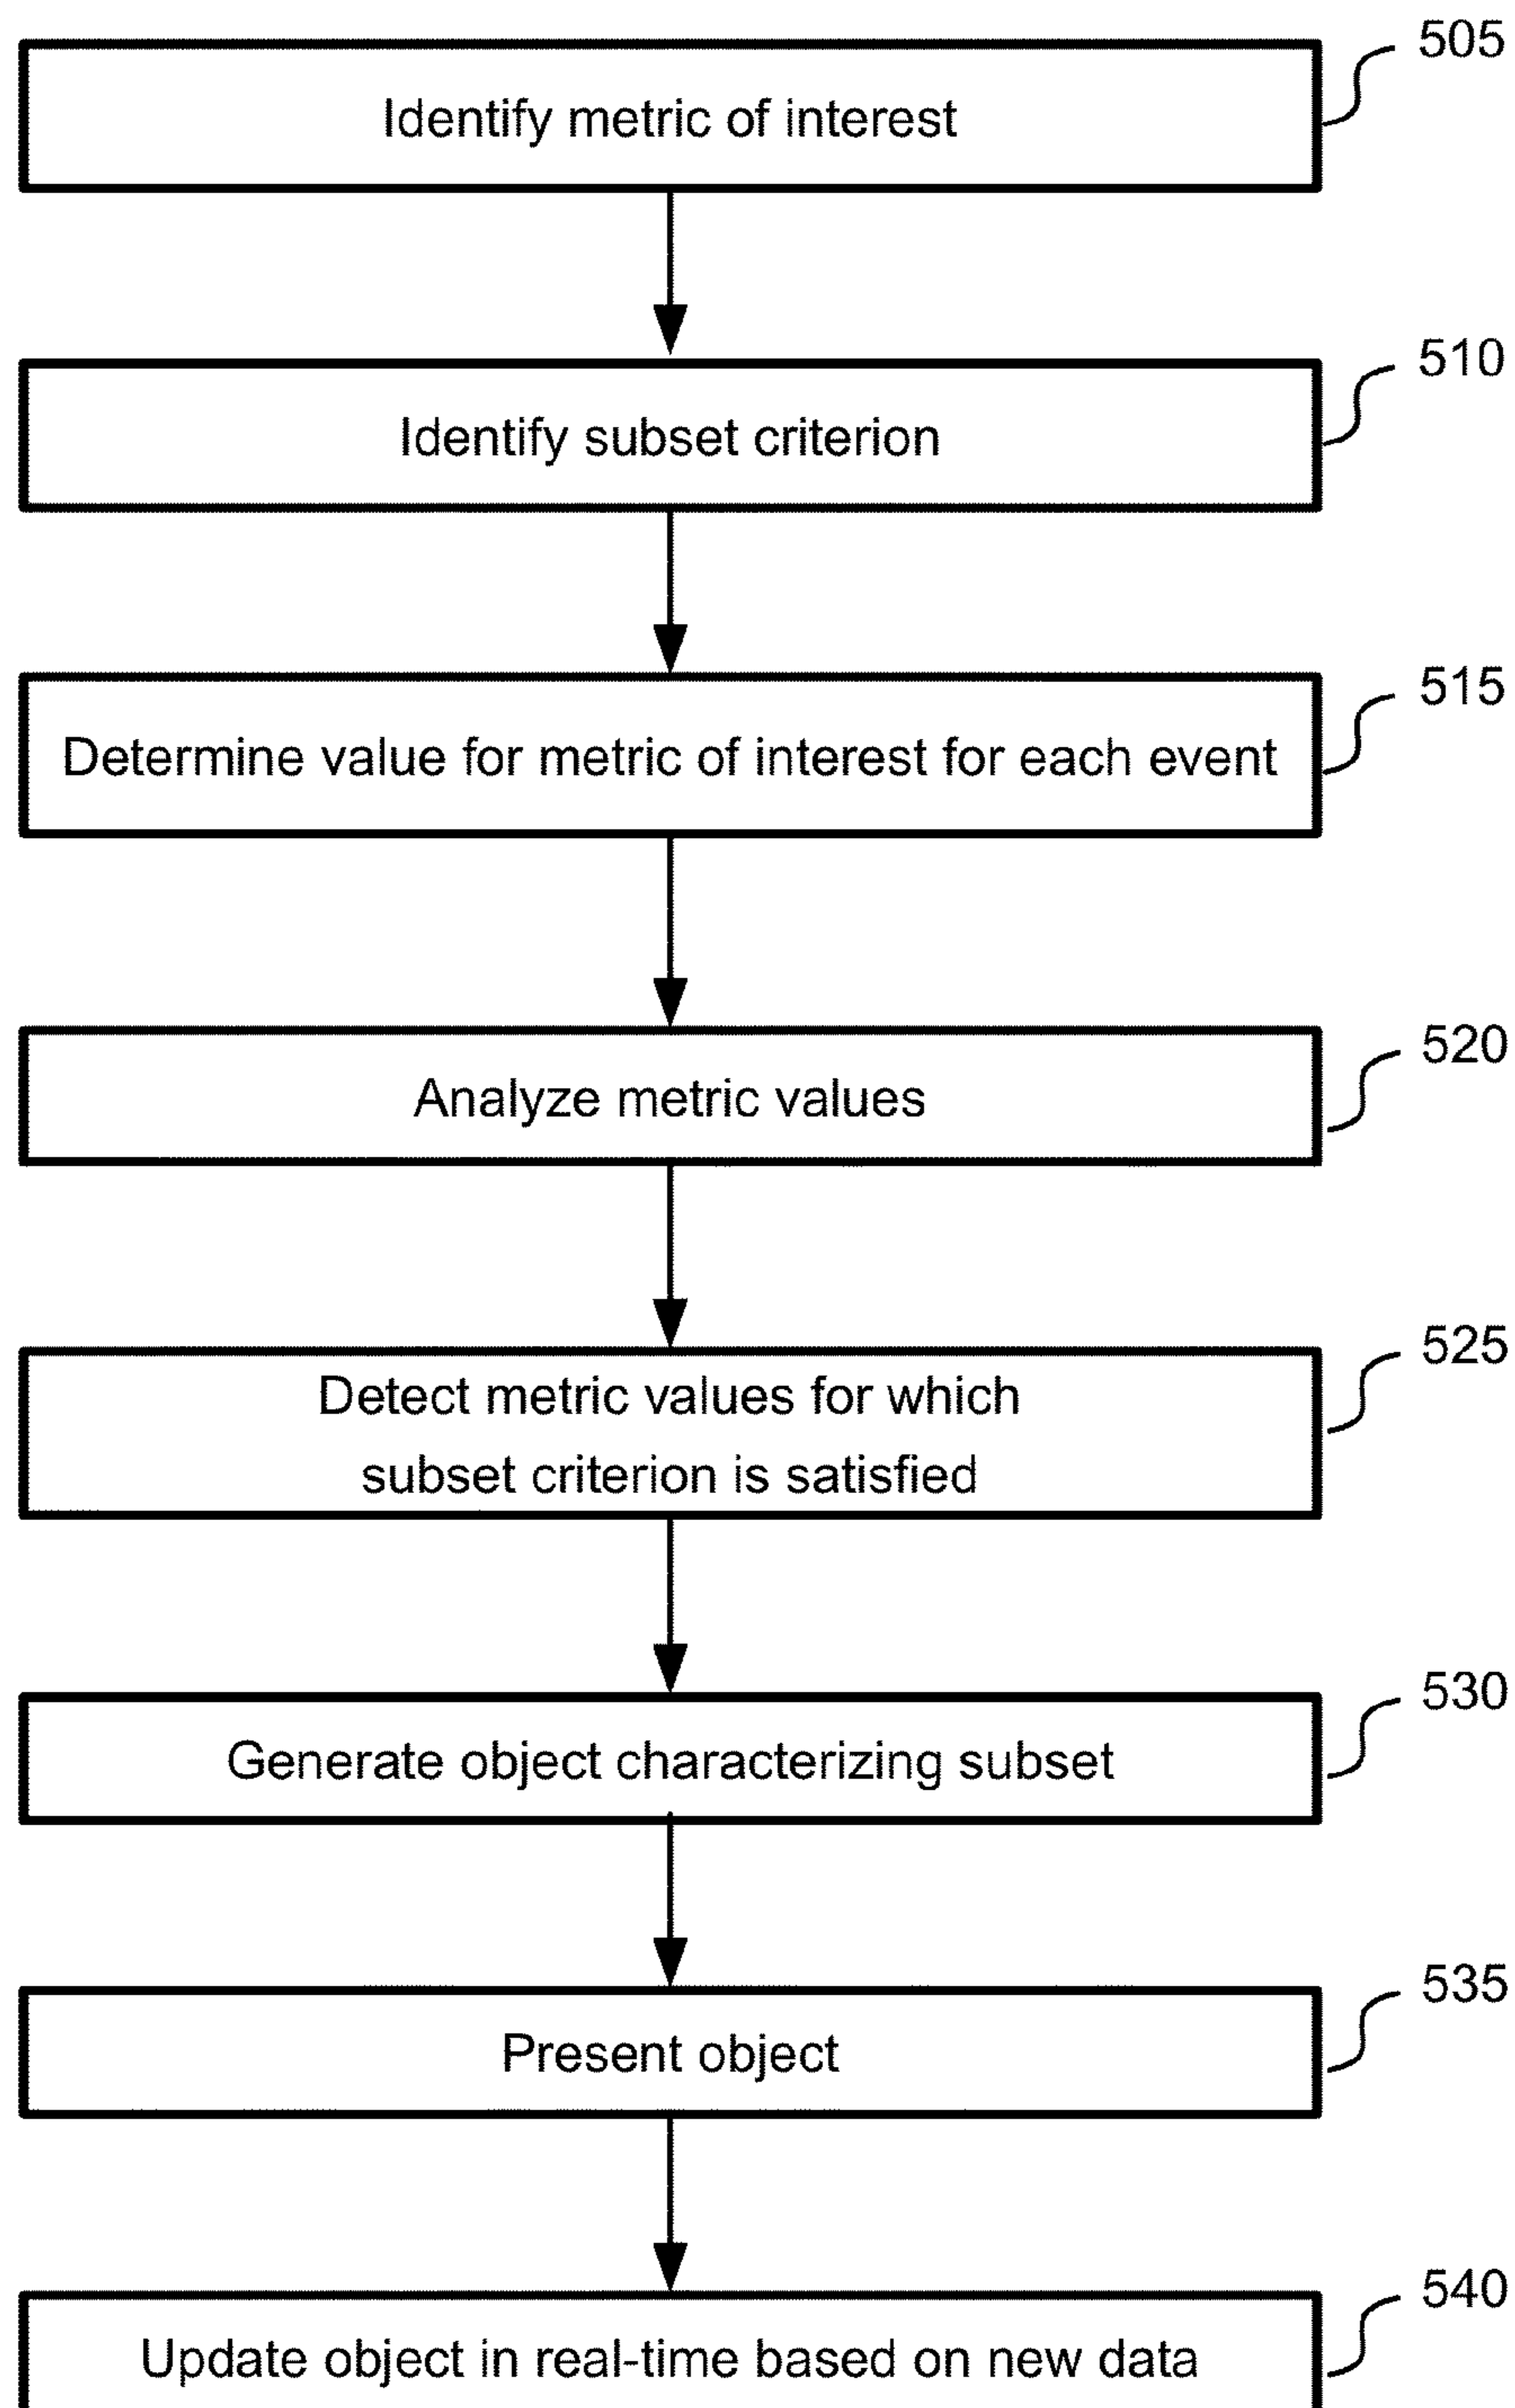 505
Identify metric of interest
510
Identify subset criterion
515
Determine value for metric of interest for each event
520
Analyze metric values
525
Detect metric values for which
subset criterion is satisfied
530
Generate object characterizing subset
535
Present object
540
Update object in real-time based on new data